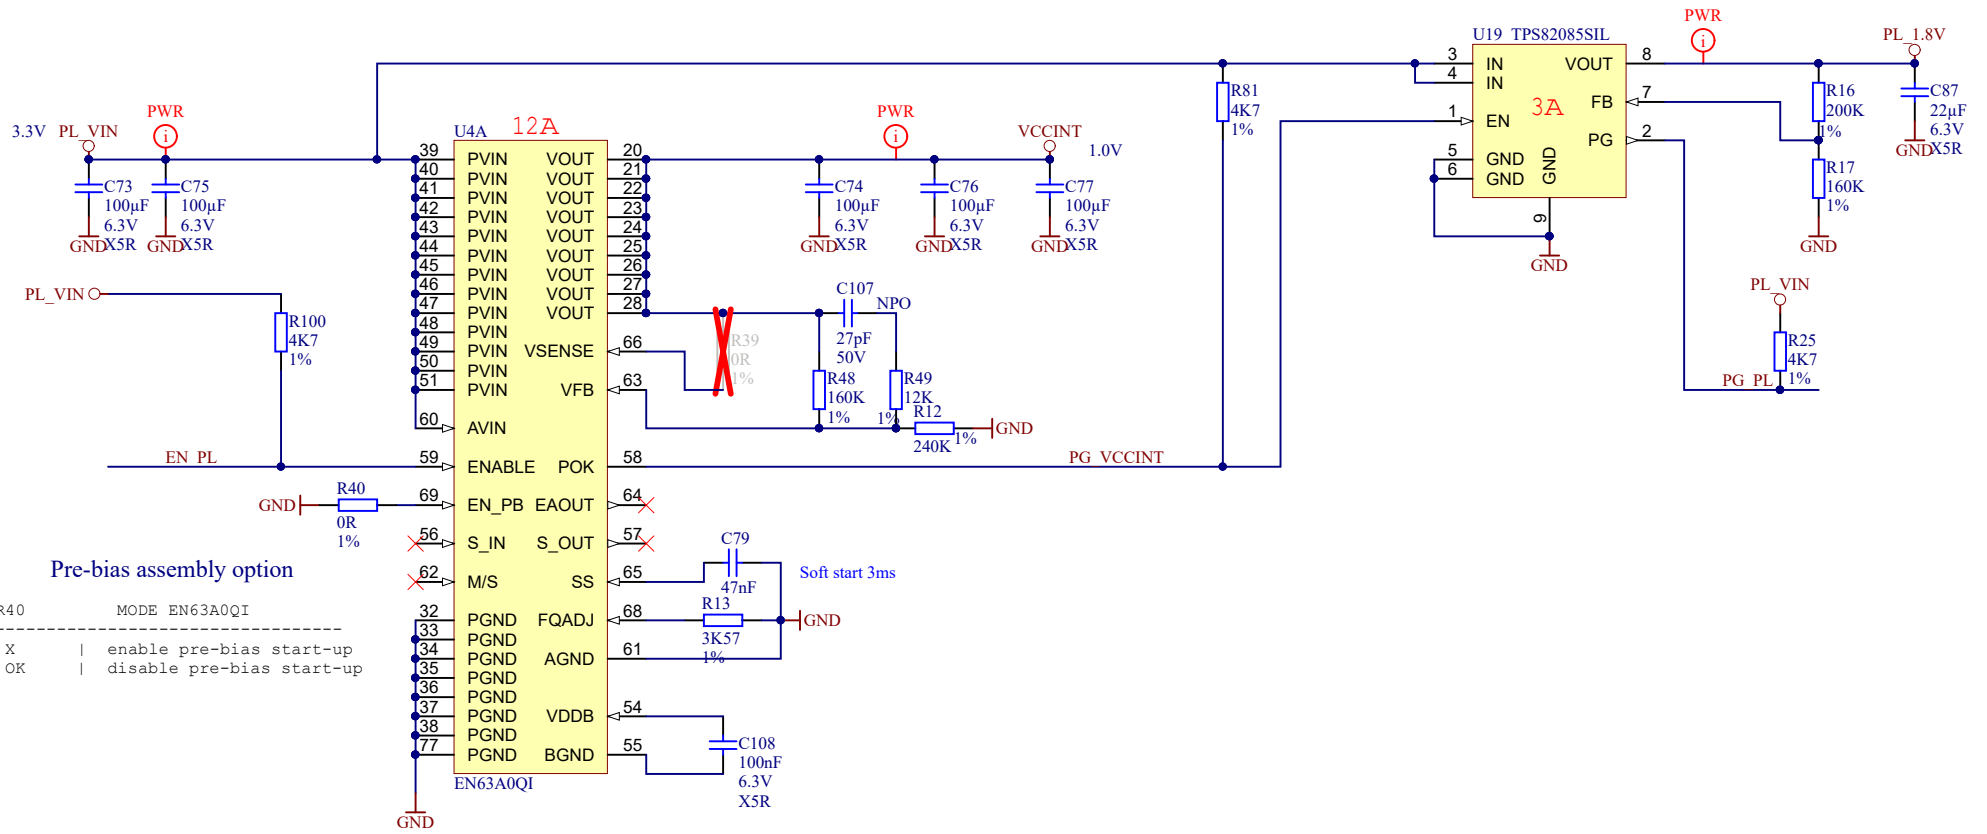 3.3V PL_VIN
PWR
i
C73
100µF
6.3V
X5R
GND
C75
100µF
6.3V
X5R
GND
PL_VIN
R100
4K7
1%
EN_PL
GND
R40
0R
1%
Pre-bias assembly option
R40 MODE EN63A0QI
-----------------------------------
X | enable pre-bias start-up
OK | disable pre-bias start-up
U4A
12A
39 PVIN VOUT 20
40 PVIN VOUT 21
41 PVIN VOUT 22
42 PVIN VOUT 23
43 PVIN VOUT 24
44 PVIN VOUT 25
45 PVIN VOUT 26
46 PVIN VOUT 27
47 PVIN VOUT 28
48 PVIN
49 PVIN VSENSE 66
50 PVIN
51 PVIN VFB 63
60 AVIN
59 ENABLE POK 58
69 EN_PB EAOUT 64
56 S_IN S_OUT 57
62 M/S SS 65
32 PGND FQADJ 68
33 PGND
34 PGND AGND 61
35 PGND
36 PGND
37 PGND VDDB 54
38 PGND
77 PGND BGND 55
EN63A0QI
GND
PWR
i
VCCINT
1.0V
C74
100µF
6.3V
X5R
GND
C76
100µF
6.3V
X5R
GND
C77
100µF
6.3V
X5R
GND
R39
0R
1%
C107
NPO
27pF
50V
R48
160K
1%
R49
12K
1%
R12
240K
1%
GND
PG_VCCINT
C79
47nF
Soft start 3ms
R13
3K57
1%
GND
C108
100nF
6.3V
X5R
R81
4K7
1%
U19 TPS82085SIL
3A
3 IN VOUT 8
4 IN
FB 7
1 EN
PG 2
5 GND
6 GND
GND
9
GND
PWR
i
PL_1.8V
R16
200K
1%
R17
160K
1%
GND
C87
22µF
6.3V
X5R
GND
PL_VIN
R25
4K7
1%
PG_PL